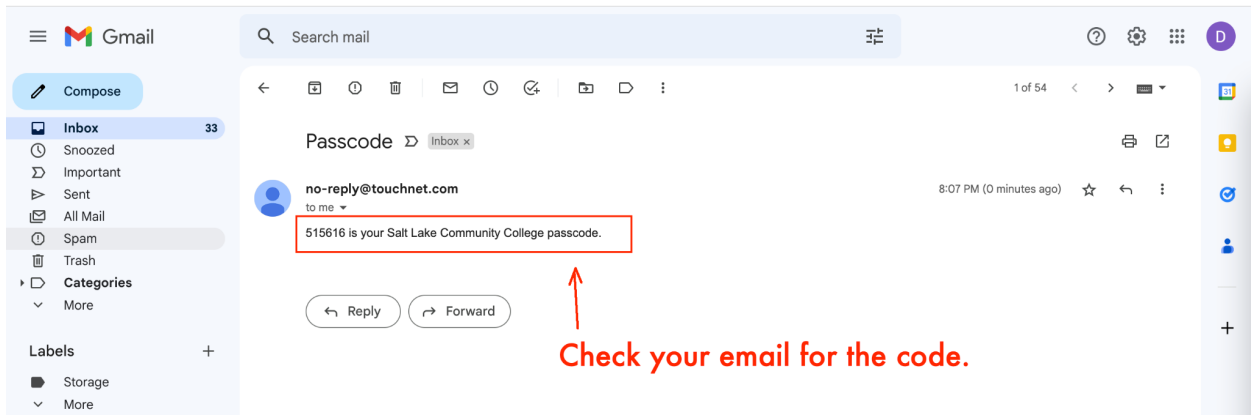 Gmail
Search mail
D
Compose
1 of 54
31
Inbox 33
Snoozed
Important
Sent
All Mail
Spam
Trash
Categories
More
Labels
Storage
More
Passcode Inbox x
no-reply@touchnet.com 8:07 PM (0 minutes ago)
to me
515616 is your Salt Lake Community College passcode.
Reply Forward
Check your email for the code.